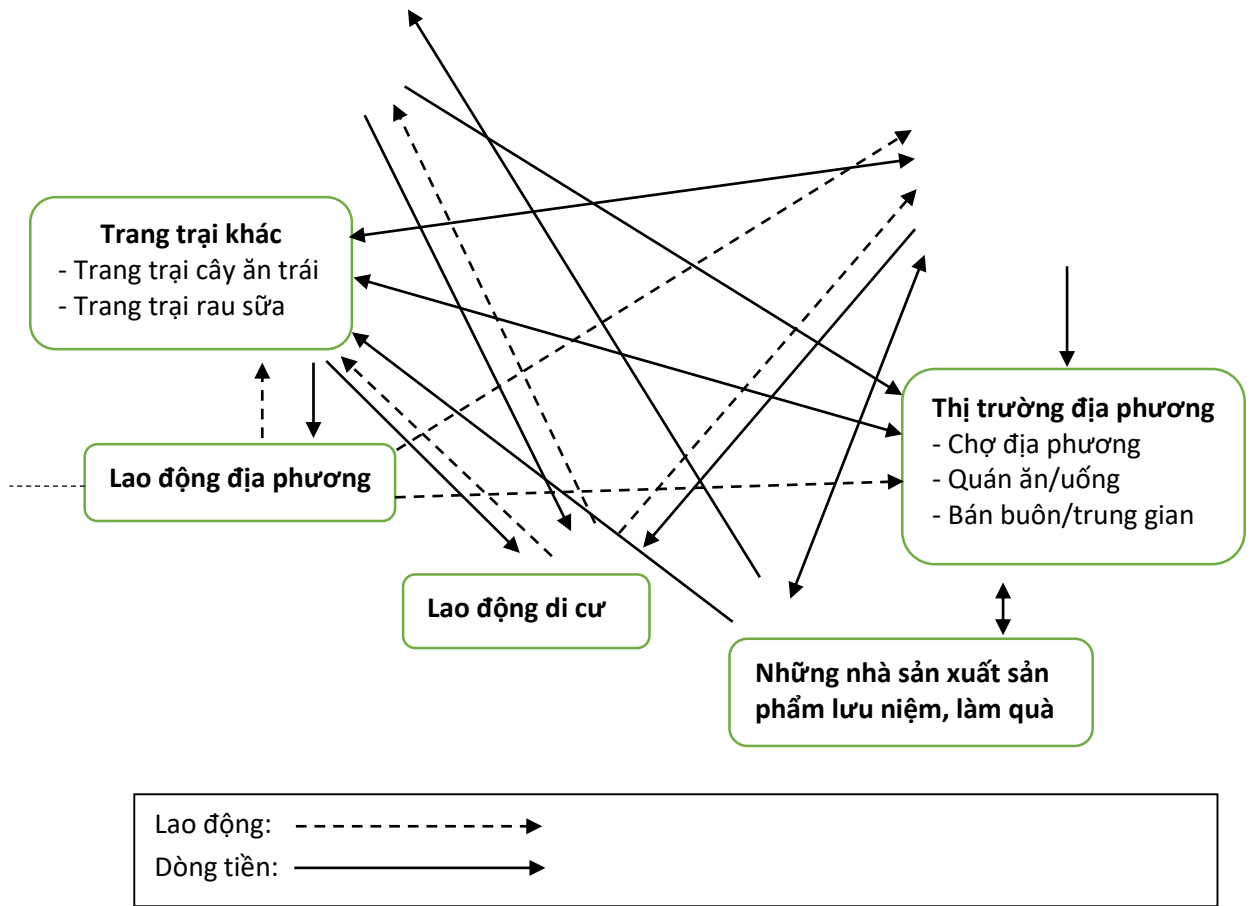 Trang trại khác
- Trang trại cây ăn trái
- Trang trại rau sữa
Thị trường địa phương
- Chợ địa phương
- Quán ăn/uống
- Bán buôn/trung gian
Lao động địa phương
Lao động di cư
Những nhà sản xuất sản
phẩm lưu niệm, làm quà
Lao động:
Dòng tiền: